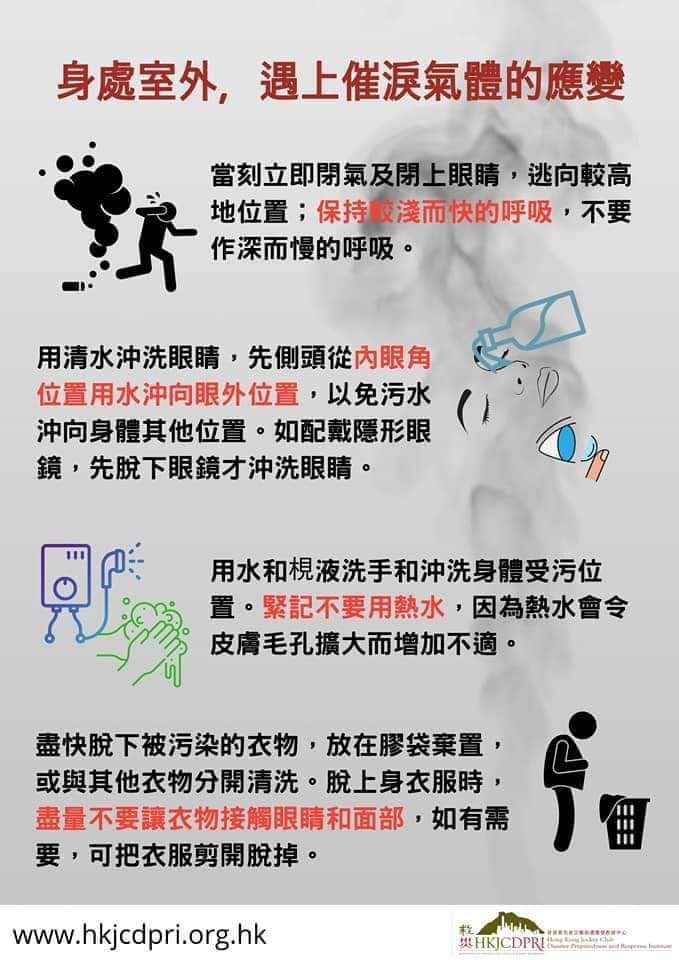 身處室外，遇上催淚氣體的應變
當刻立即閉氣及閉上眼睛，逃向較高
地位置；保持較淺而快的呼吸，不要
作深而慢的呼吸。
用清水沖洗眼睛，先側頭從內眼角
位置用水沖向眼外位置，以免污水
沖向身體其他位置。如配戴隱形眼
鏡，先脫下眼鏡才沖洗眼睛。
用水和梘液洗手和沖洗身體受污位
置。緊記不要用熱水，因為熱水會令
皮膚毛孔擴大而增加不適。
盡快脫下被污染的衣物，放在膠袋棄置，
或與其他衣物分開清洗。脫上身衣服時，
盡量不要讓衣物接觸眼睛和面部，如有需
要，可把衣服剪開脫掉。
www.hkjcdpri.org.hk
救災
HKJCDPRI
Hong Kong Jockey Club
Disaster Preparedness and Response Institute